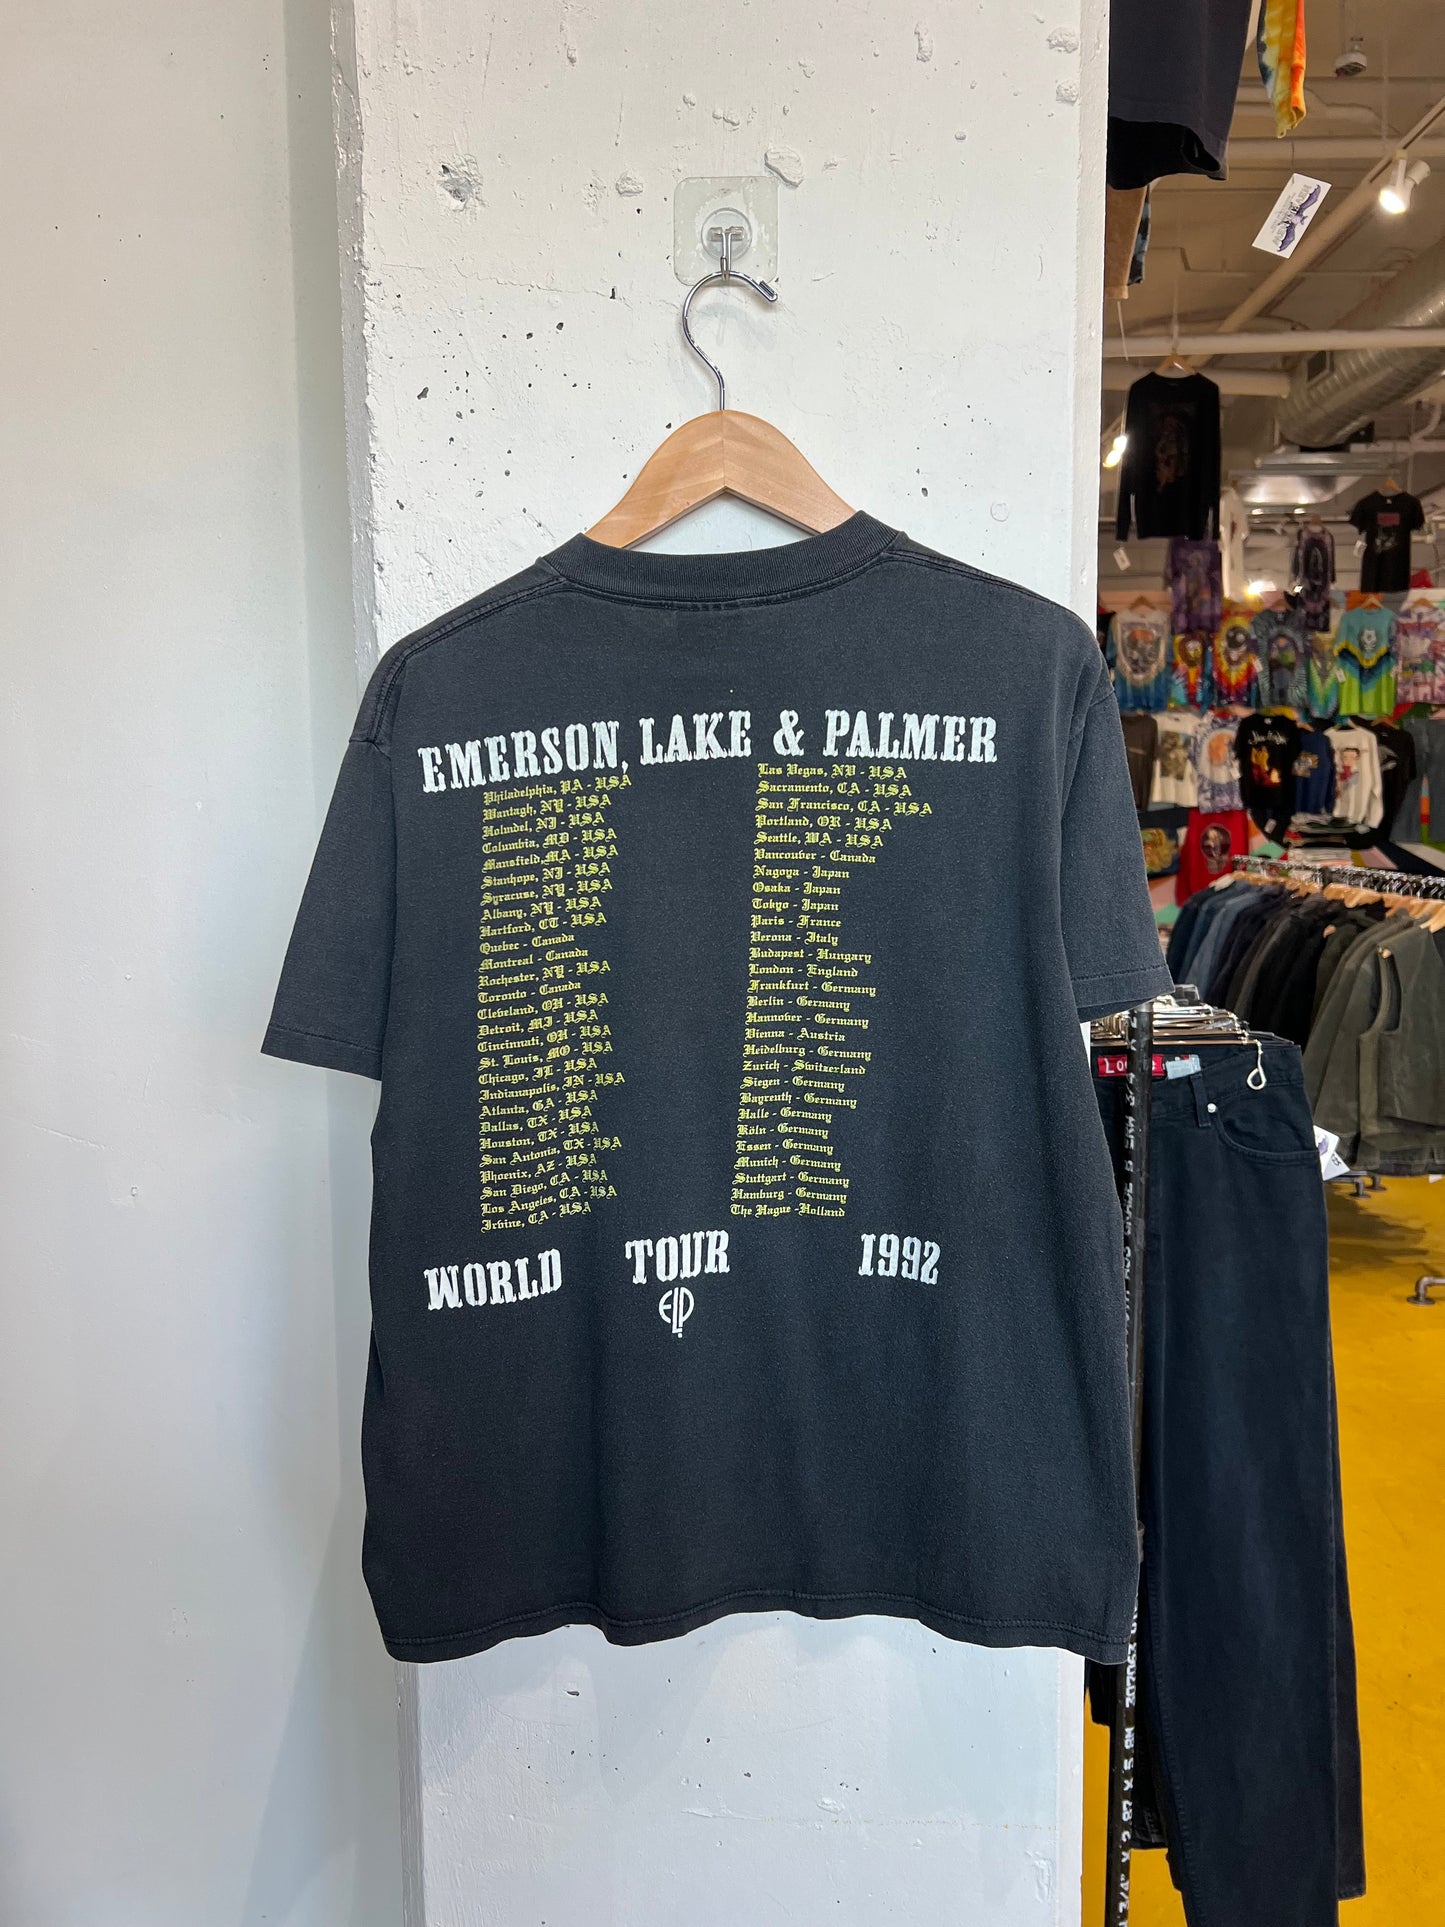 EMERSON, LAKE & PALMER
Philadelphia, PA - USA
Wantagh, NY - USA
Holmdel, NJ - USA
Columbia, MD - USA
Mansfield, MA - USA
Stanhope, NJ - USA
Syracuse, NY - USA
Albany, NY - USA
Hartford, CT - USA
Quebec - Canada
Montreal - Canada
Rochester, NY - USA
Toronto - Canada
Cleveland, OH - USA
Detroit, MI - USA
Cincinnati, OH - USA
St. Louis, MO - USA
Chicago, IL - USA
Indianapolis, IN - USA
Atlanta, GA - USA
Dallas, TX - USA
Houston, TX - USA
San Antonia, TX - USA
Phoenix, AZ - USA
San Diego, CA - USA
Los Angeles, CA - USA
Irvine, CA - USA
Las Vegas, NV - USA
Sacramento, CA - USA
San Francisco, CA - USA
Portland, OR - USA
Seattle, WA - USA
Vancouver - Canada
Nagoya - Japan
Osaka - Japan
Tokyo - Japan
Paris - France
Verona - Italy
Budapest - Hungary
London - England
Frankfurt - Germany
Berlin - Germany
Hannover - Germany
Vienna - Austria
Heidelburg - Germany
Zurich - Switzerland
Siegen - Germany
Bayreuth - Germany
Halle - Germany
Köln - Germany
Essen - Germany
Munich - Germany
Stuttgart - Germany
Hamburg - Germany
The Hague -Holland
WORLD TOUR 1992
ELP